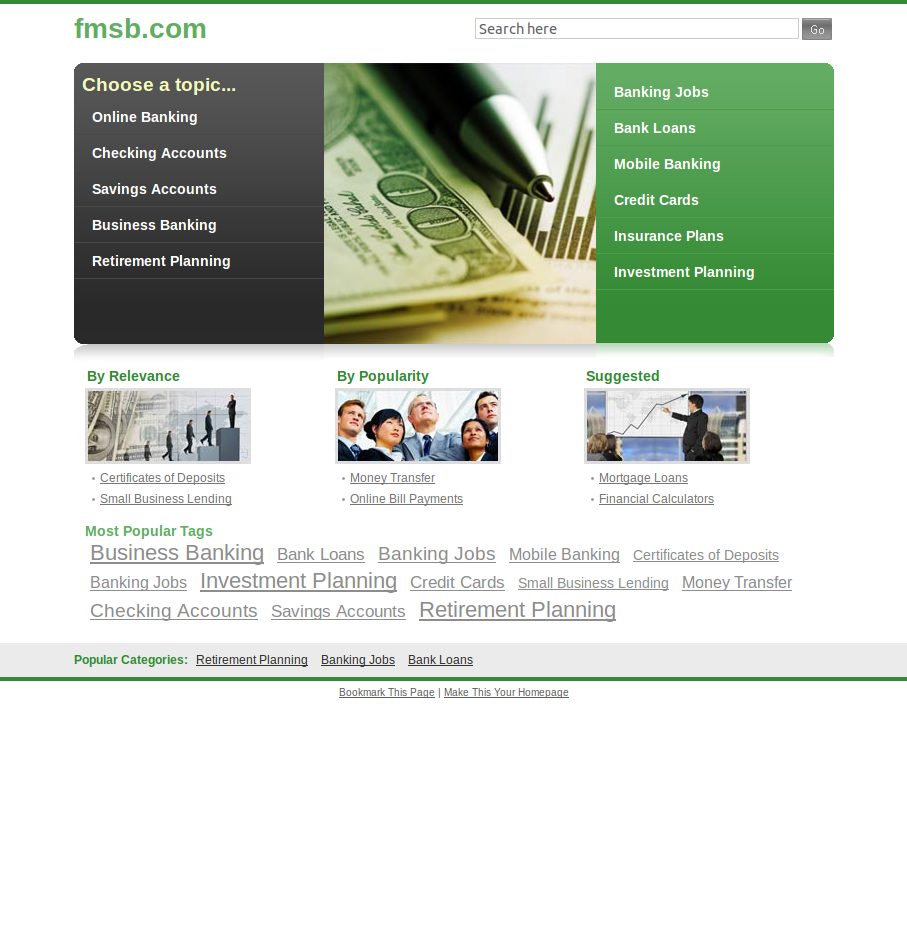 fmsb.com
Search here
Go
Choose a topic...
Online Banking
Checking Accounts
Savings Accounts
Business Banking
Retirement Planning
Banking Jobs
Bank Loans
Mobile Banking
Credit Cards
Insurance Plans
Investment Planning
By Relevance
Certificates of Deposits
Small Business Lending
By Popularity
Money Transfer
Online Bill Payments
Suggested
Mortgage Loans
Financial Calculators
Most Popular Tags
Business Banking Bank Loans Banking Jobs Mobile Banking Certificates of Deposits
Banking Jobs Investment Planning Credit Cards Small Business Lending Money Transfer
Checking Accounts Savings Accounts Retirement Planning
Popular Categories: Retirement Planning Banking Jobs Bank Loans
Bookmark This Page | Make This Your Homepage